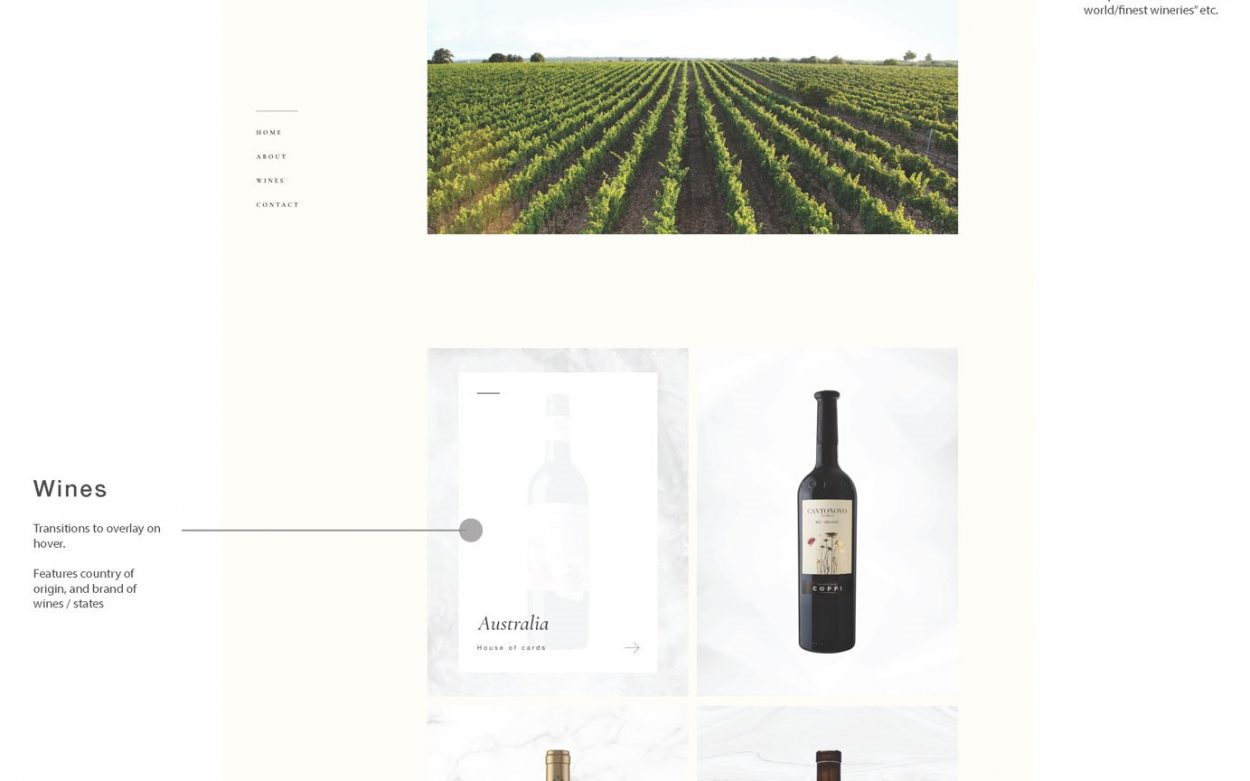 world/finest wineries" etc.
HOME
ABOUT
WINES
CONTACT
Wines
Transitions to overlay on
hover.
Features country of
origin, and brand of
wines / states
Australia
House of cards
CANTONOVO
COPPI